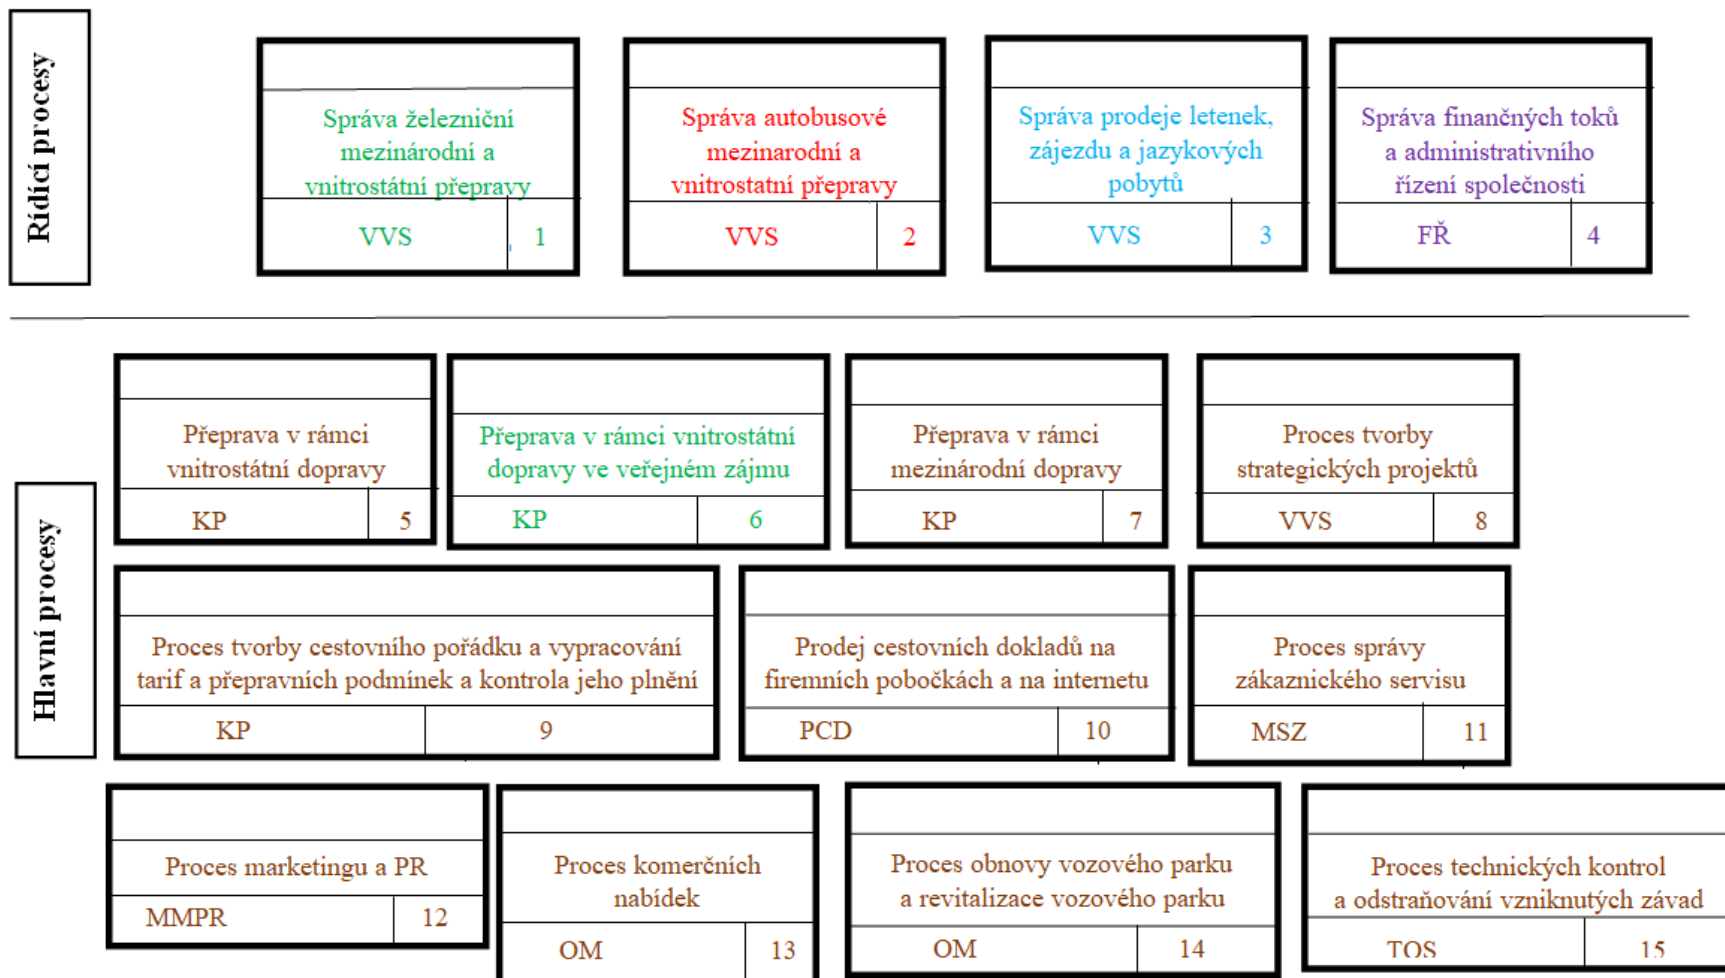 Řídící procesy
Správa železniční
mezinárodní a
vnitrostátní přepravy
VVS 1
Správa autobusové
mezinarodní a
vnitrostatní přepravy
VVS 2
Správa prodeje letenek,
zájezdu a jazykových
pobytů
VVS 3
Správa finančných toků
a administrativního
řízení společnosti
FŘ 4
Hlavní procesy
Přeprava v rámci
vnitrostátní dopravy
KP 5
Přeprava v rámci vnitrostátní
dopravy ve veřejném zájmu
KP 6
Přeprava v rámci
mezinárodní dopravy
KP 7
Proces tvorby
strategických projektů
VVS 8
Proces tvorby cestovního pořádku a vypracování
tarif a přepravních podmínek a kontrola jeho plnění
KP 9
Prodej cestovních dokladů na
firemních pobočkách a na internetu
PCD 10
Proces správy
zákaznického servisu
MSZ 11
Proces marketingu a PR
MMPR 12
Proces komerčních
nabídek
OM 13
Proces obnovy vozového parku
a revitalizace vozového parku
OM 14
Proces technických kontrol
a odstraňování vzniknutých závad
TOS 15